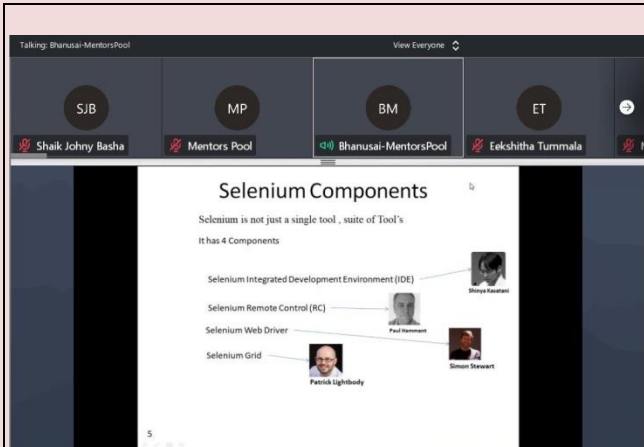 Talking: Bhanusai-MentorsPool
View Everyone
SJB
MP
BM
ET
Shaik Johny Basha
Mentors Pool
Bhanusai-MentorsPool
Eekshitha Tummala
Selenium Components
Selenium is not just a single tool , suite of Tool's
It has 4 Components
Selenium Integrated Development Environment (IDE)
Shinya Kasatani
Selenium Remote Control (RC)
Paul Hammant
Selenium Web Driver
Simon Stewart
Selenium Grid
Patrick Lightbody
5